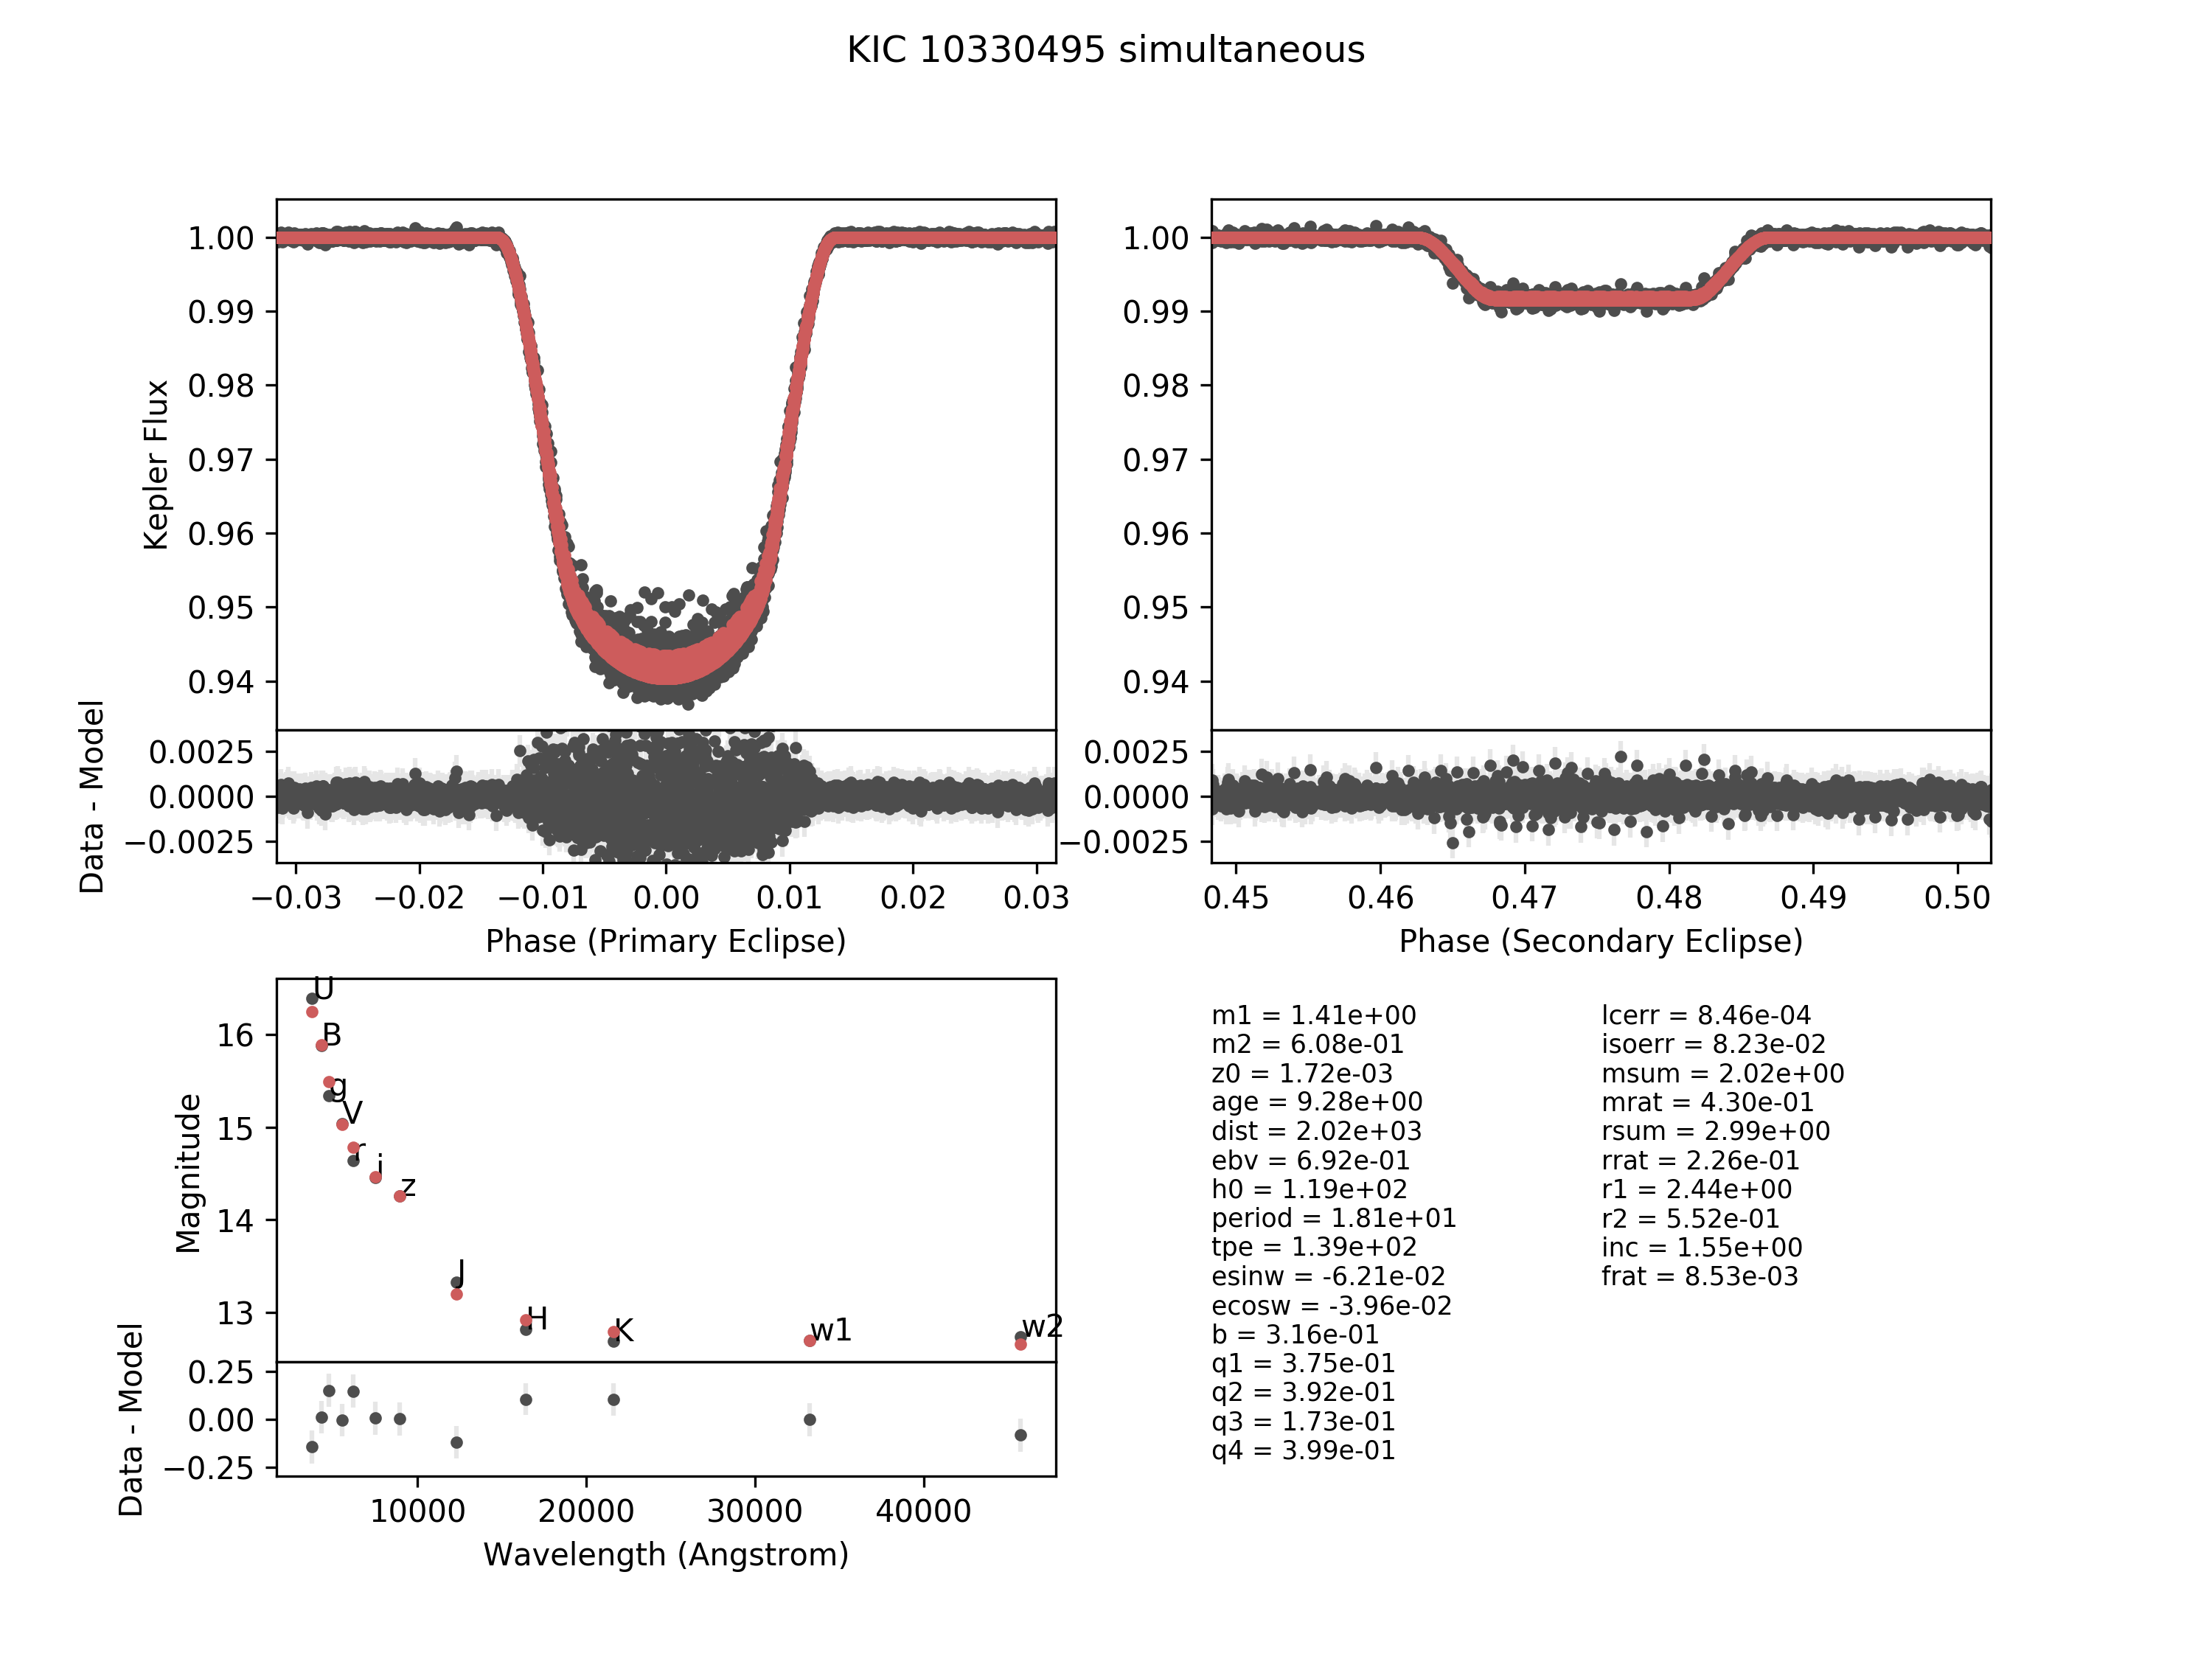 KIC 10330495 simultaneous
1.00
0.99
0.98
0.97
0.96
0.95
0.94
Kepler Flux
0.0025
0.0000
−0.0025
Data - Model
−0.03 −0.02 −0.01 0.00 0.01 0.02 0.03
Phase (Primary Eclipse)
1.00
0.99
0.98
0.97
0.96
0.95
0.94
0.0025
0.0000
−0.0025
0.45 0.46 0.47 0.48 0.49 0.50
Phase (Secondary Eclipse)
16
15
14
13
Magnitude
U
B
g
V
r
i
z
J
H
K
w1
w2
0.25
0.00
−0.25
Data - Model
10000 20000 30000 40000
Wavelength (Angstrom)
m1 = 1.41e+00
m2 = 6.08e-01
z0 = 1.72e-03
age = 9.28e+00
dist = 2.02e+03
ebv = 6.92e-01
h0 = 1.19e+02
period = 1.81e+01
tpe = 1.39e+02
esinw = -6.21e-02
ecosw = -3.96e-02
b = 3.16e-01
q1 = 3.75e-01
q2 = 3.92e-01
q3 = 1.73e-01
q4 = 3.99e-01
lcerr = 8.46e-04
isoerr = 8.23e-02
msum = 2.02e+00
mrat = 4.30e-01
rsum = 2.99e+00
rrat = 2.26e-01
r1 = 2.44e+00
r2 = 5.52e-01
inc = 1.55e+00
frat = 8.53e-03